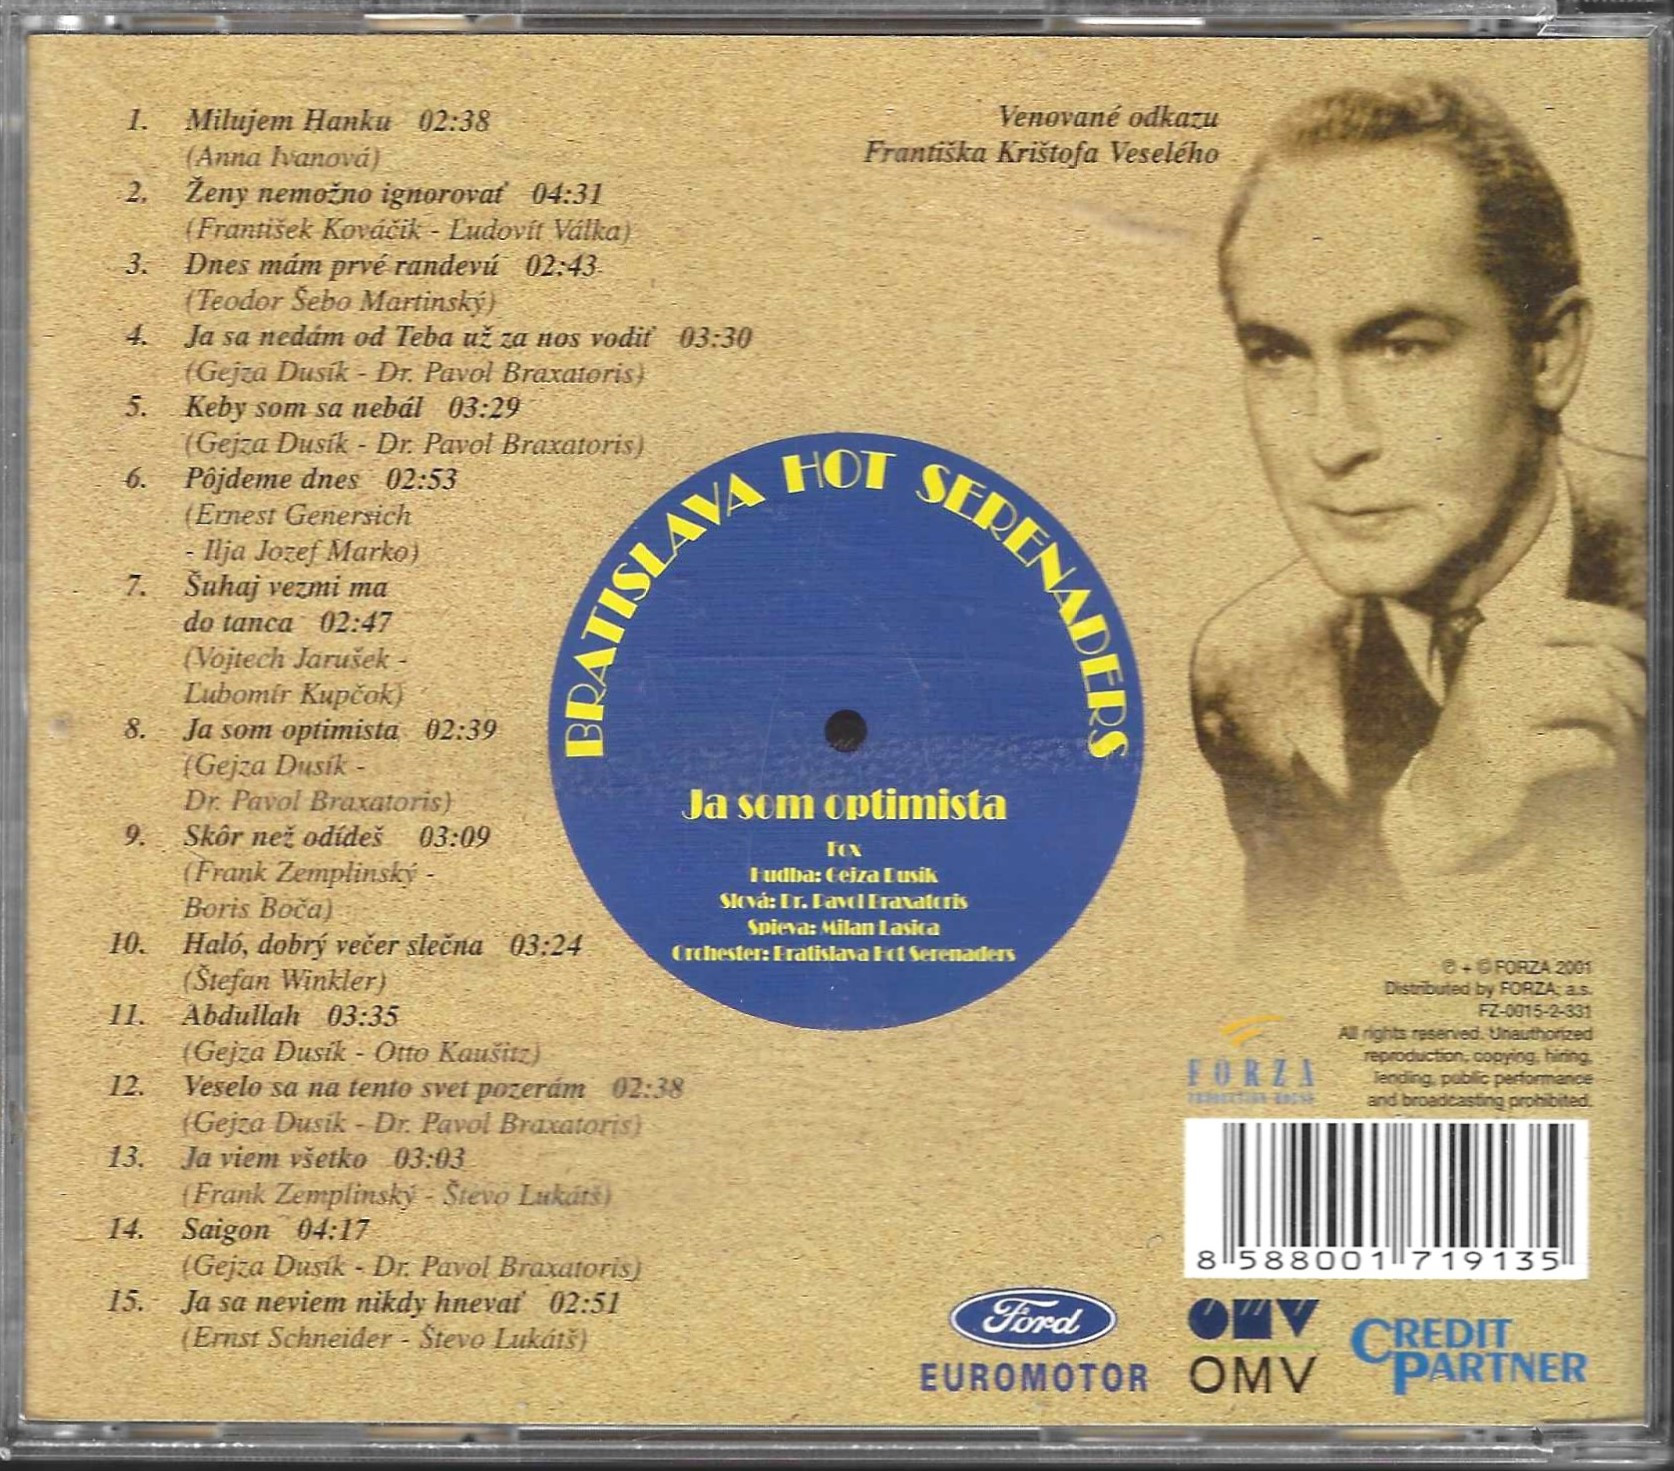 1. Milujem Hanku 02:38
(Anna Ivanová)
2. Ženy nemožno ignorovať 04:31
(František Kováčik - Ľudovít Válka)
3. Dnes mám prvé randevú 02:43
(Teodor Šebo Martinský)
4. Ja sa nedám od Teba už za nos vodiť 03:30
(Gejza Dusík - Dr. Pavol Braxatoris)
5. Keby som sa nebál 03:29
(Gejza Dusík - Dr. Pavol Braxatoris)
6. Pôjdeme dnes 02:53
(Ernest Genersich
- Ilja Jozef Marko)
7. Šuhaj vezmi ma
do tanca 02:47
(Vojtech Jarušek -
Ľubomír Kupčok)
8. Ja som optimista 02:39
(Gejza Dusík -
Dr. Pavol Braxatoris)
9. Skôr než odídeš 03:09
(Frank Zemplinský -
Boris Boča)
10. Haló, dobrý večer slečna 03:24
(Štefan Winkler)
11. Abdullah 03:35
(Gejza Dusík - Otto Kaušitz)
12. Veselo sa na tento svet pozerám 02:38
(Gejza Dusík - Dr. Pavol Braxatoris)
13. Ja viem všetko 03:03
(Frank Zemplinský - Števo Lukátš)
14. Saigon 04:17
(Gejza Dusík - Dr. Pavol Braxatoris)
15. Ja sa neviem nikdy hnevať 02:51
(Ernst Schneider - Števo Lukátš)
Venované odkazu
Františka Krištofa Veselého
BRATISLAVA HOT SERENADERS
Ja som optimista
Fox
Hudba: Gejza Dusik
Slová: Dr. Pavol Braxatoris
Spieva: Milan Lasica
Orchester: Bratislava Hot Serenaders
℗ + © FORZA 2001
Distributed by FORZA, a.s.
FZ-0015-2-331
All rights reserved. Unauthorized
reproduction, copying, hiring,
lending, public performance
and broadcasting prohibited.
FORZA
PRODUCTION HOUSE
8 588001 719135
Ford
EUROMOTOR
OMV
OMV
CREDIT
PARTNER